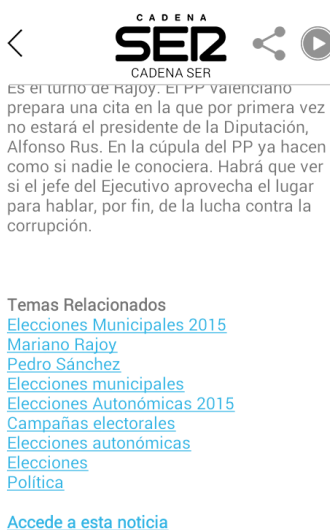 CADENA
SER
CADENA SER
Es el turno de Rajoy. El PP valenciano
prepara una cita en la que por primera vez
no estará el presidente de la Diputación,
Alfonso Rus. En la cúpula del PP ya hacen
como si nadie le conociera. Habrá que ver
si el jefe del Ejecutivo aprovecha el lugar
para hablar, por fin, de la lucha contra la
corrupción.
Temas Relacionados
Elecciones Municipales 2015
Mariano Rajoy
Pedro Sánchez
Elecciones municipales
Elecciones Autonómicas 2015
Campañas electorales
Elecciones autonómicas
Elecciones
Política
Accede a esta noticia